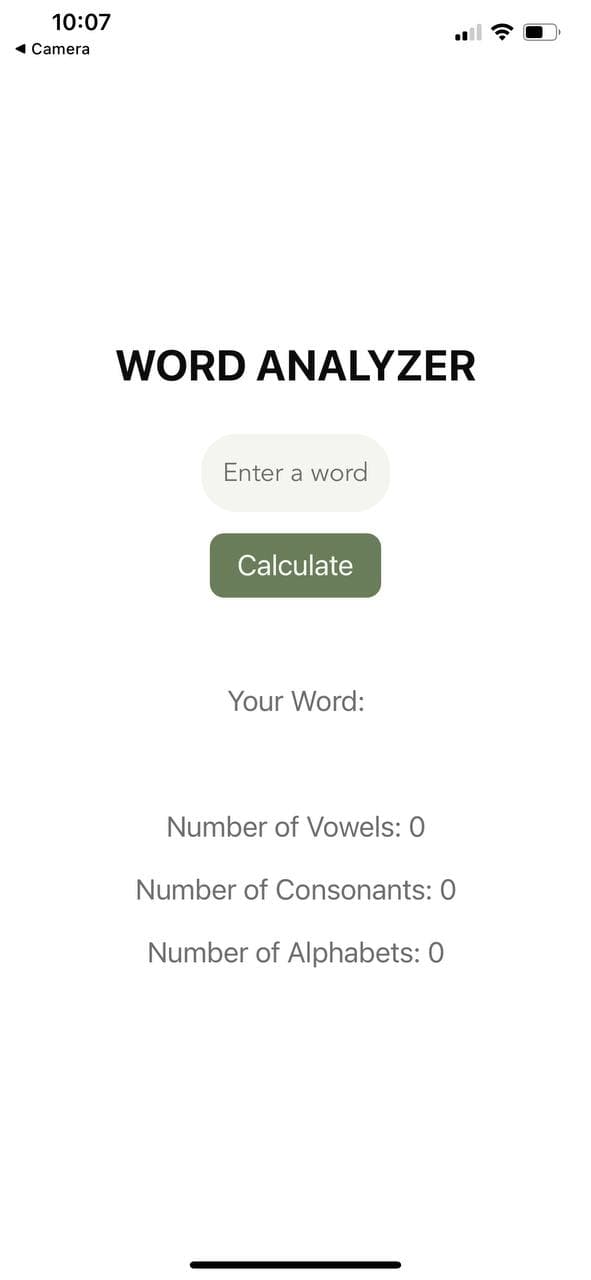 10:07
◀ Camera
WORD ANALYZER
Enter a word
Calculate
Your Word:
Number of Vowels: 0
Number of Consonants: 0
Number of Alphabets: 0